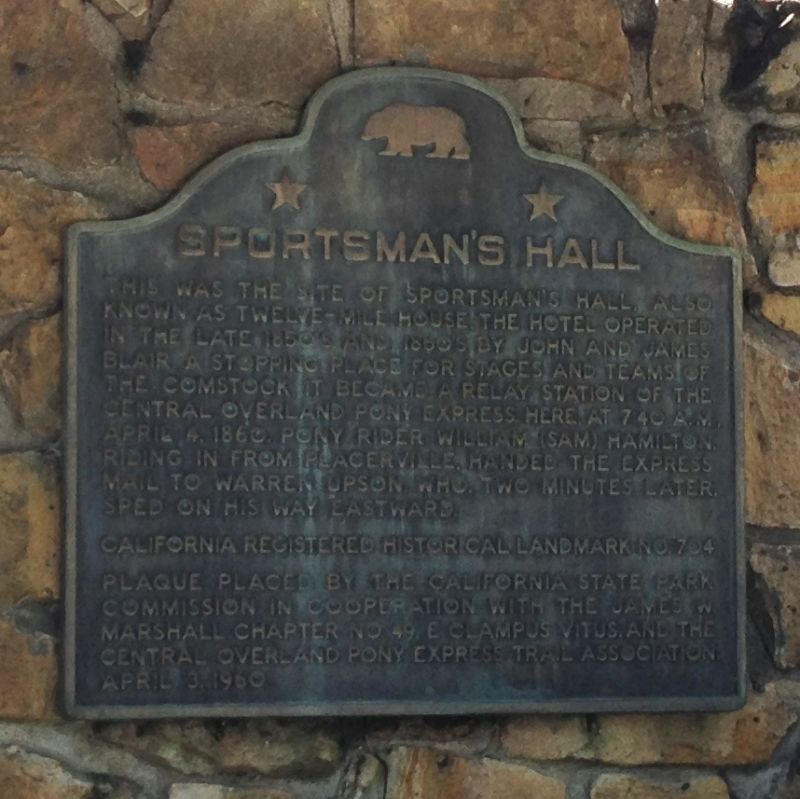 SPORTSMAN'S HALL
THIS WAS THE SITE OF SPORTSMAN'S HALL, ALSO
KNOWN AS TWELVE-MILE HOUSE. THE HOTEL OPERATED
IN THE LATE 1850'S AND 1860'S BY JOHN AND JAMES
BLAIR. A STOPPING PLACE FOR STAGES AND TEAMS OF
THE COMSTOCK, IT BECAME A RELAY STATION OF THE
CENTRAL OVERLAND PONY EXPRESS. HERE, AT 7:40 A.M.,
APRIL 4, 1860, PONY RIDER WILLIAM (SAM) HAMILTON,
RIDING IN FROM PLACERVILLE, HANDED THE EXPRESS
MAIL TO WARREN UPSON, WHO, TWO MINUTES LATER,
SPED ON HIS WAY EASTWARD.
CALIFORNIA REGISTERED HISTORICAL LANDMARK NO. 704
PLAQUE PLACED BY THE CALIFORNIA STATE PARK
COMMISSION IN COOPERATION WITH THE JAMES W.
MARSHALL CHAPTER NO. 49, E CLAMPUS VITUS, AND THE
CENTRAL OVERLAND PONY EXPRESS TRAIL ASSOCIATION.
APRIL 3, 1960